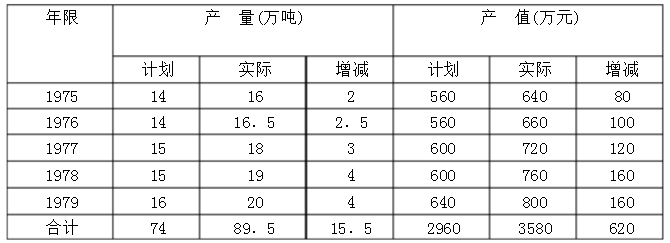 年限 产 量(万吨) 产 值(万元)
计划 实际 增减 计划 实际 增减
1975 14 16 2 560 640 80
1976 14 16．5 2．5 560 660 100
1977 15 18 3 600 720 120
1978 15 19 4 600 760 160
1979 16 20 4 640 800 160
合计 74 89．5 15．5 2960 3580 620